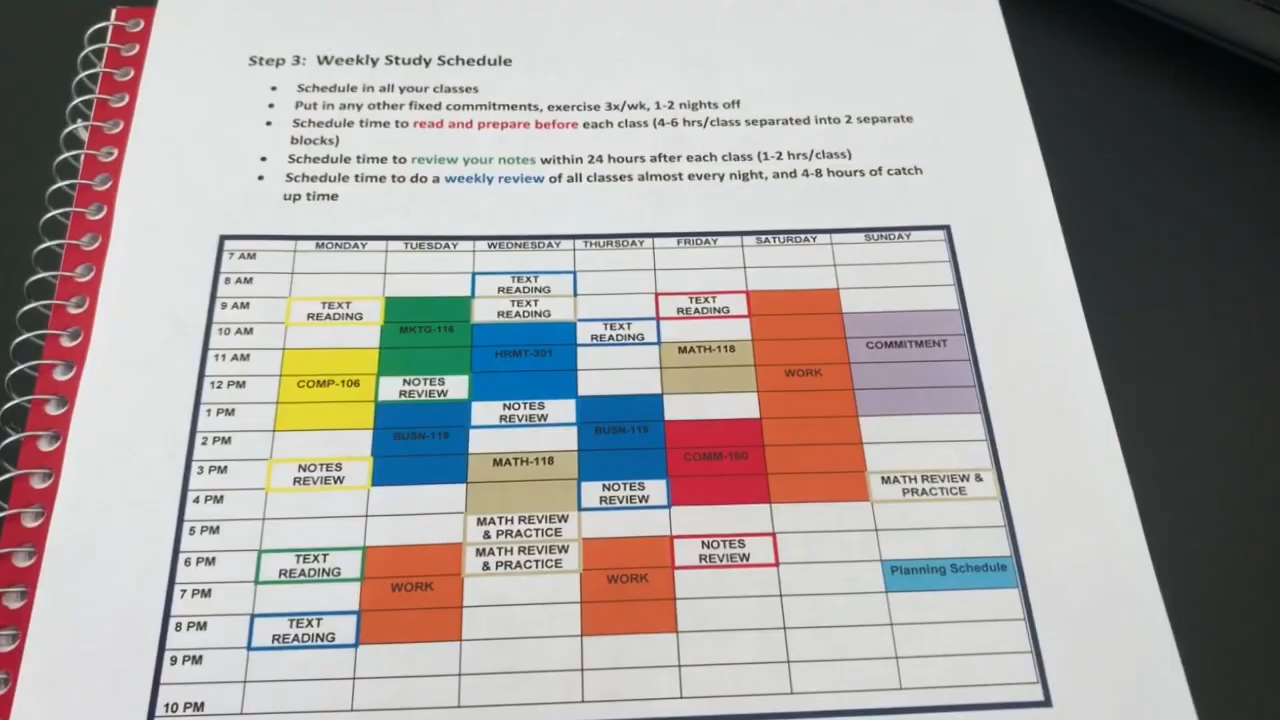 Step 3: Weekly Study Schedule
• Schedule in all your classes
• Put in any other fixed commitments, exercise 3x/wk, 1-2 nights off
• Schedule time to read and prepare before each class (4-6 hrs/class separated into 2 separate
blocks)
• Schedule time to review your notes within 24 hours after each class (1-2 hrs/class)
• Schedule time to do a weekly review of all classes almost every night, and 4-8 hours of catch
up time
MONDAY TUESDAY WEDNESDAY THURSDAY FRIDAY SATURDAY SUNDAY
7 AM
8 AM TEXT
READING
9 AM TEXT
READING TEXT
READING TEXT
READING
10 AM MKTG-116 TEXT
READING
11 AM HRMT-301 MATH-118 COMMITMENT
12 PM COMP-106 NOTES
REVIEW WORK
1 PM NOTES
REVIEW
2 PM BUSN-119 BUSN-119
3 PM NOTES
REVIEW MATH-118 COMM-160 MATH REVIEW &
PRACTICE
4 PM NOTES
REVIEW
5 PM MATH REVIEW
& PRACTICE
6 PM TEXT
READING MATH REVIEW
& PRACTICE NOTES
REVIEW Planning Schedule
7 PM WORK WORK
8 PM TEXT
READING
9 PM
10 PM